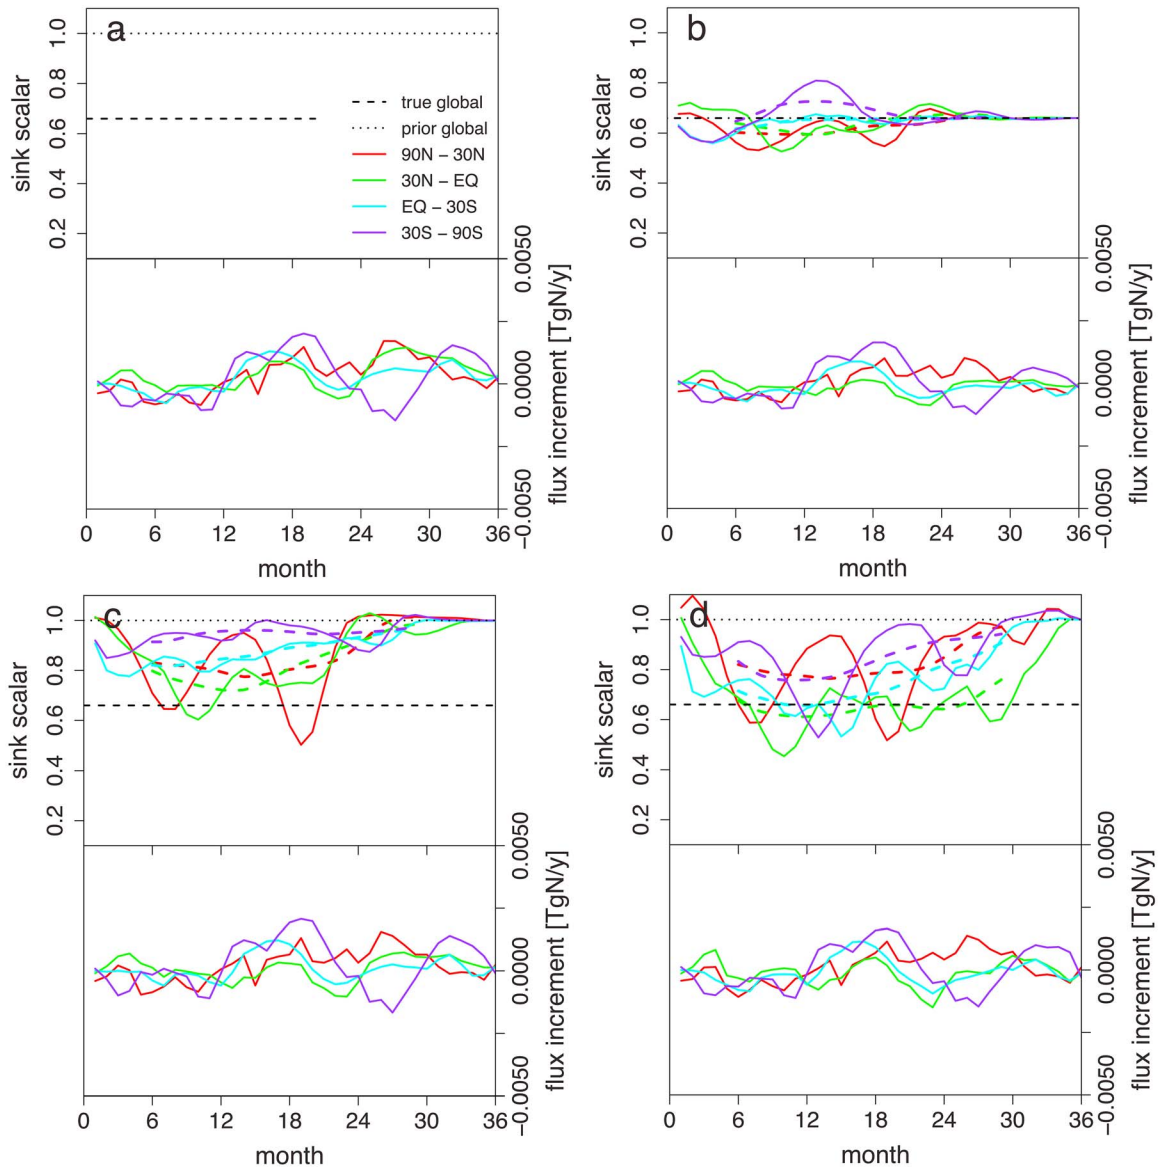 a
sink scalar
1.0
0.8
0.6
0.4
0.2
true global
prior global
90N – 30N
30N – EQ
EQ – 30S
30S – 90S
0.0050
0.0000
−0.0050
flux increment [TgN/y]
0 6 12 18 24 30 36
month
b
sink scalar
1.0
0.8
0.6
0.4
0.2
0.0050
0.0000
−0.0050
flux increment [TgN/y]
0 6 12 18 24 30 36
month
c
sink scalar
1.0
0.8
0.6
0.4
0.2
0.0050
0.0000
−0.0050
flux increment [TgN/y]
0 6 12 18 24 30 36
month
d
sink scalar
1.0
0.8
0.6
0.4
0.2
0.0050
0.0000
−0.0050
flux increment [TgN/y]
0 6 12 18 24 30 36
month